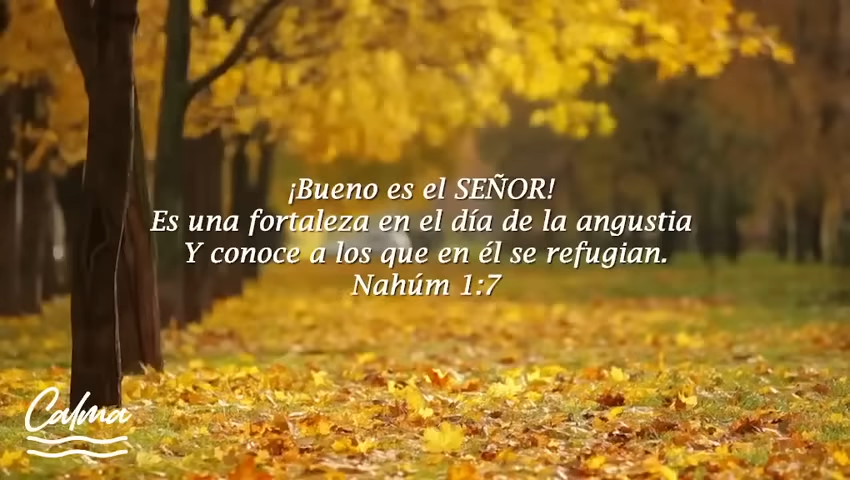 ¡Bueno es el SEÑOR!
Es una fortaleza en el día de la angustia
Y conoce a los que en él se refugian.
Nahúm 1:7
Calma